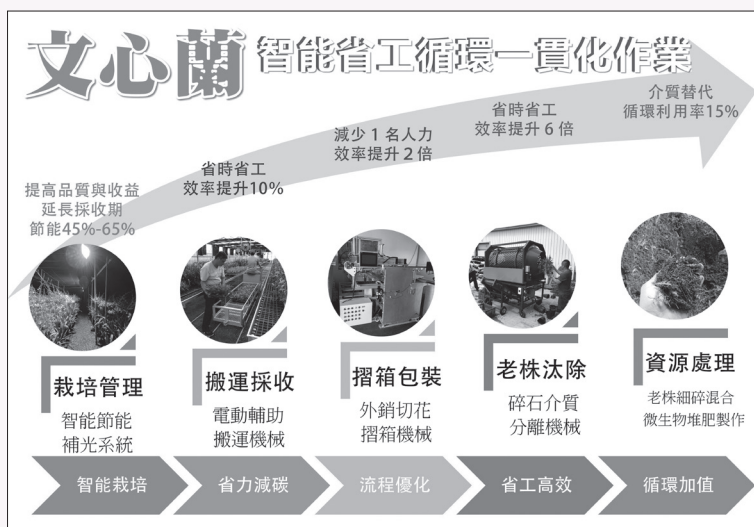 文心蘭 智能省工循環一貫化作業
提高品質與收益
延長採收期
節能45%-65%
省時省工
效率提升10%
減少 1 名人力
效率提升 2 倍
省時省工
效率提升 6 倍
介質替代
循環利用率15%
栽培管理
智能節能
補光系統
搬運採收
電動輔助
搬運機械
摺箱包裝
外銷切花
摺箱機械
老株汰除
碎石介質
分離機械
資源處理
老株細碎混合
微生物堆肥製作
智能栽培
省力減碳
流程優化
省工高效
循環加值